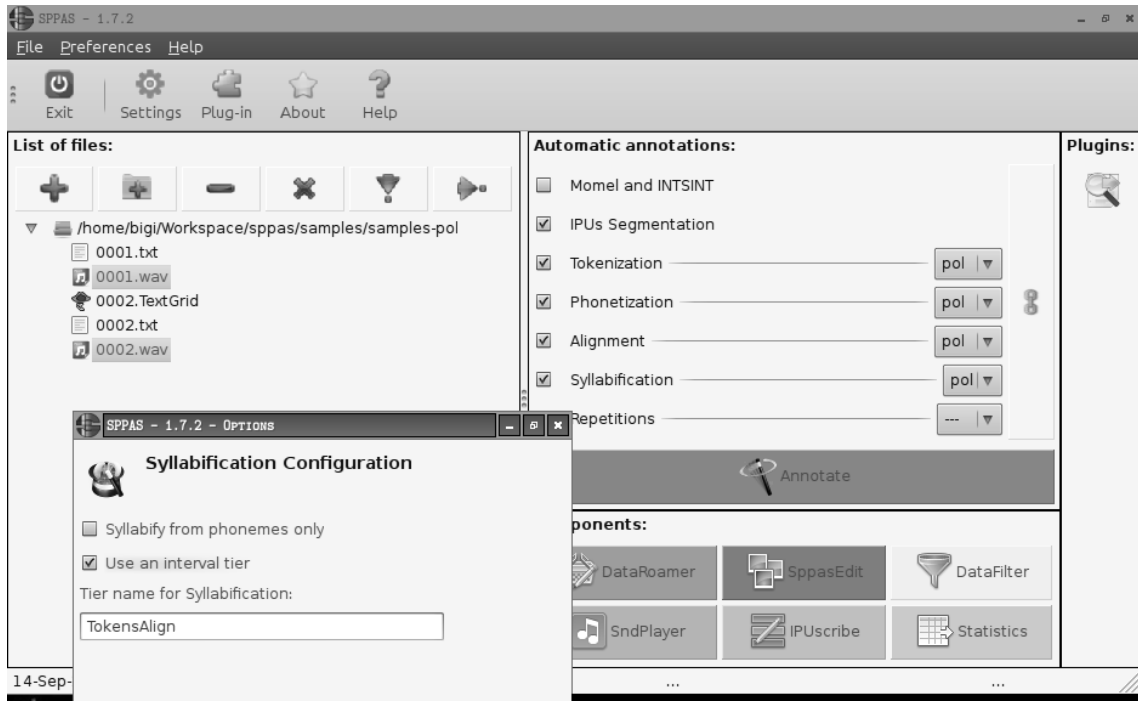 SPPAS - 1.7.2
File Preferences Help
Exit Settings Plug-in About Help
List of files:
/home/bigi/Workspace/sppas/samples/samples-pol
0001.txt
0001.wav
0002.TextGrid
0002.txt
0002.wav
Automatic annotations:
Momel and INTSINT
IPUs Segmentation
Tokenization pol
Phonetization pol
Alignment pol
Syllabification pol
Repetitions ---
Annotate
Plugins:
SPPAS - 1.7.2 - Options
Syllabification Configuration
Syllabify from phonemes only
Use an interval tier
Tier name for Syllabification:
TokensAlign
ponents:
DataRoamer SppasEdit DataFilter
SndPlayer IPUscribe Statistics
14-Sep-
... ...